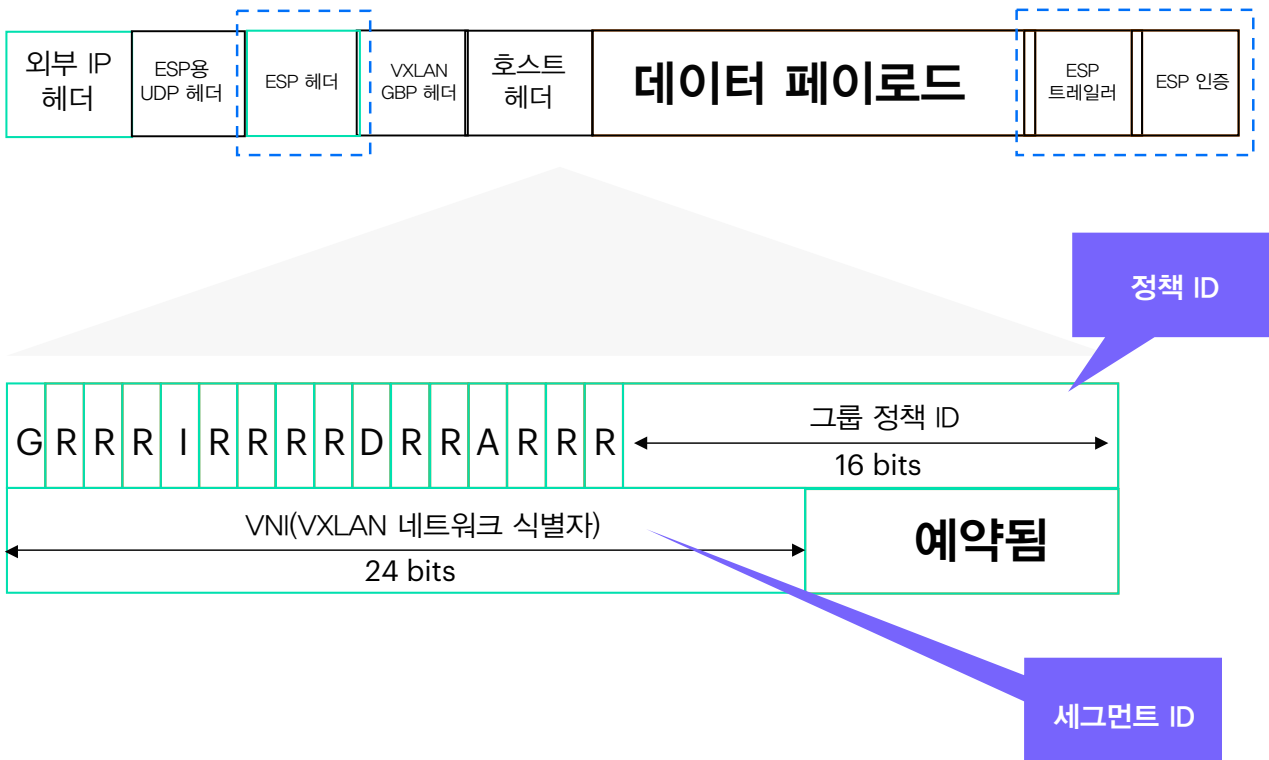 외부 IP
헤더
ESP용
UDP 헤더
ESP 헤더
VXLAN
GBP 헤더
호스트
헤더
데이터 페이로드
ESP
트레일러
ESP 인증
정책 ID
G R R R I R R R R D R R A R R R
그룹 정책 ID
16 bits
VNI(VXLAN 네트워크 식별자)
24 bits
예약됨
세그먼트 ID